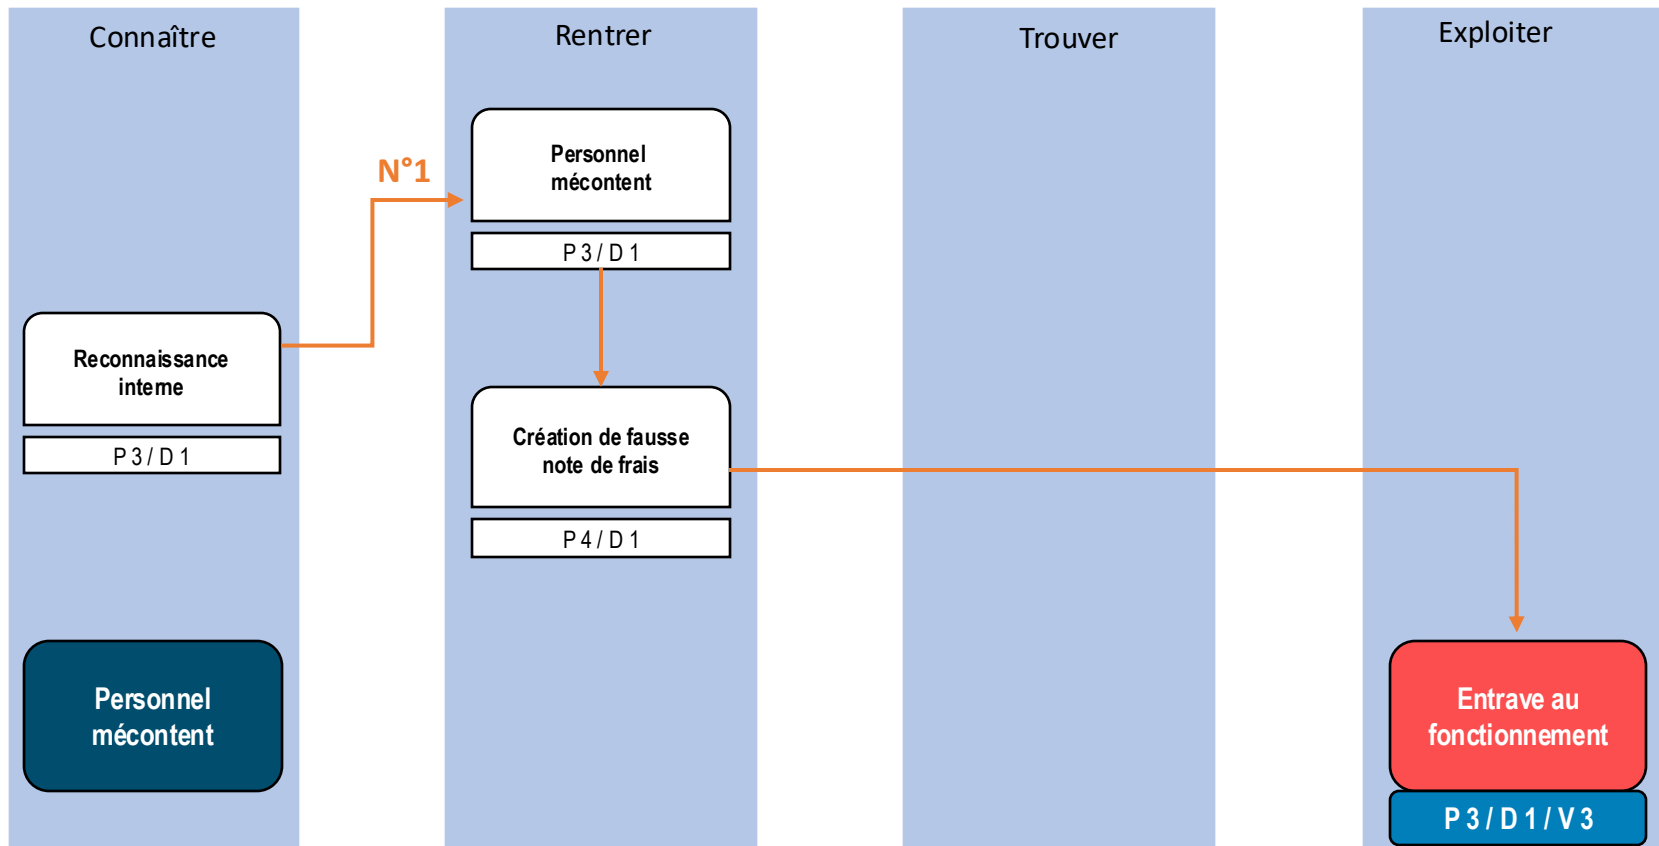 Connaître
Rentrer
Trouver
Exploiter
N°1
Personnel
mécontent
P 3 / D 1
Reconnaissance
interne
P 3 / D 1
Création de fausse
note de frais
P 4 / D 1
Personnel
mécontent
Entrave au
fonctionnement
P 3 / D 1 / V 3